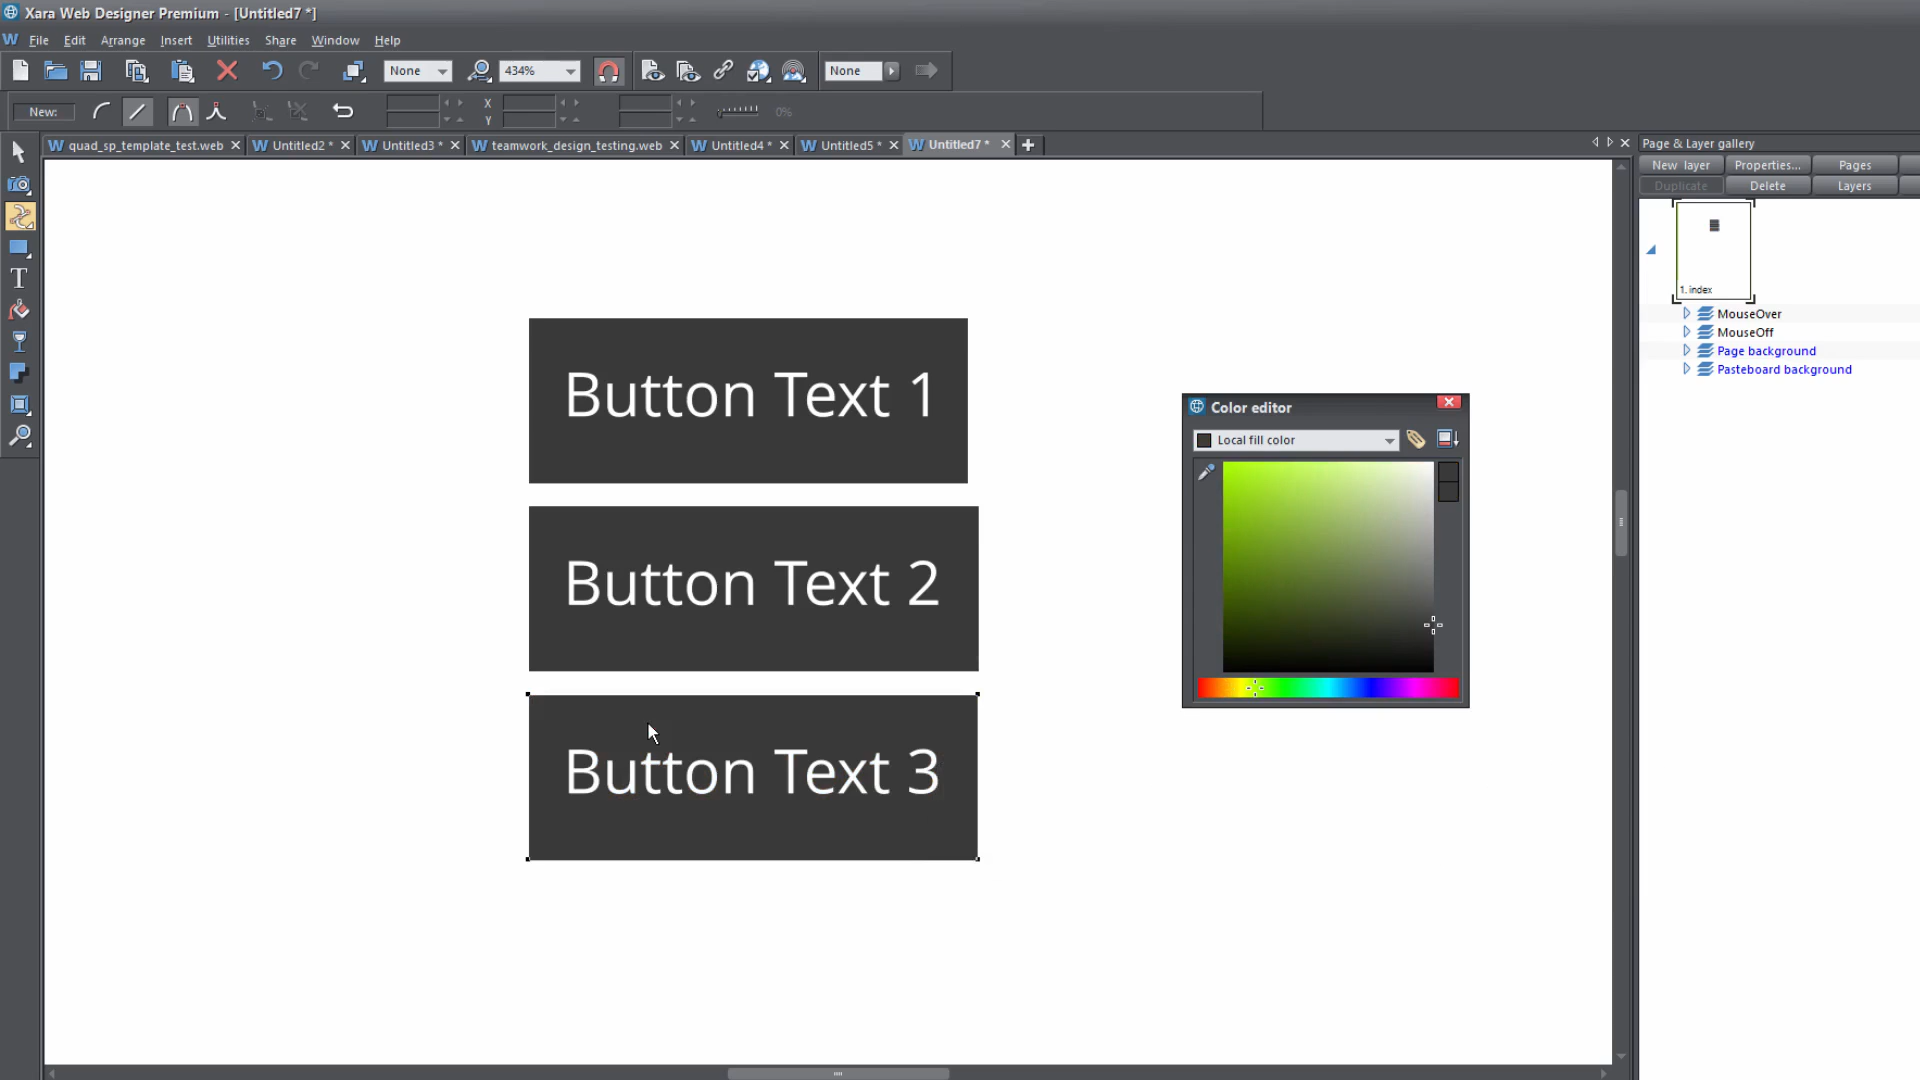 Xara Web Designer Premium - [Untitled7 *]
File Edit Arrange Insert Utilities Share Window Help
None 434% None
New: X Y 0%
quad_sp_template_test.web Untitled2 * Untitled3 * teamwork_design_testing.web Untitled4 * Untitled5 * Untitled7 *
Page & Layer gallery
New layer Properties... Pages
Duplicate Delete Layers
1. index
MouseOver
MouseOff
Page background
Pasteboard background
Button Text 1
Button Text 2
Button Text 3
Color editor
Local fill color